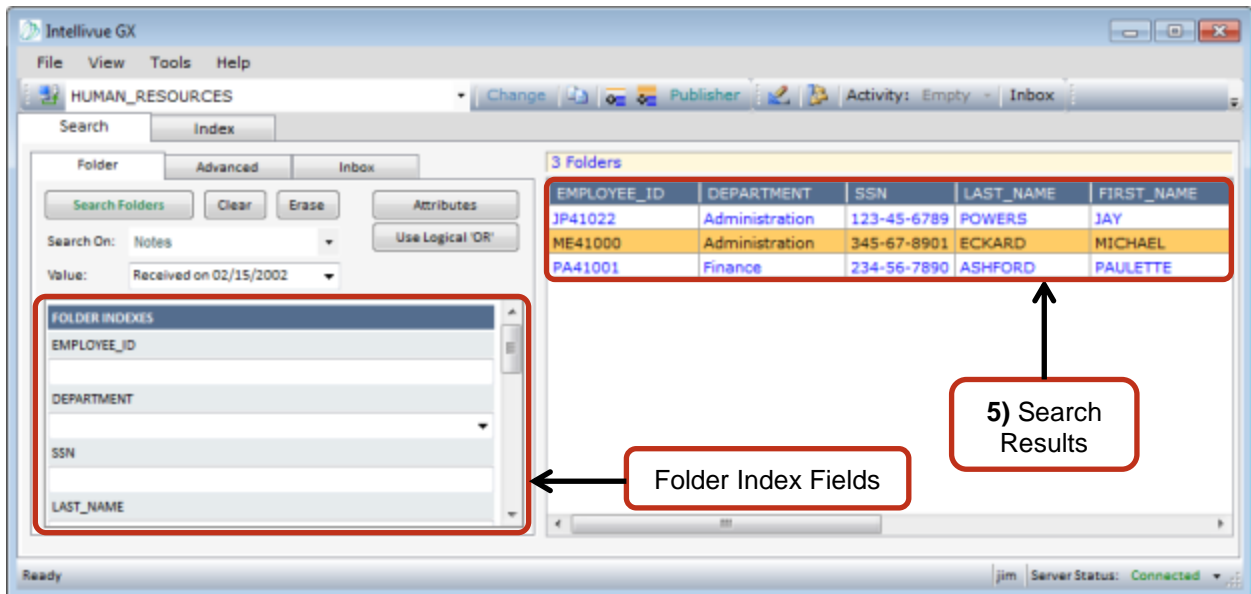 Intellivue GX
File View Tools Help
HUMAN_RESOURCES Change Publisher Activity: Empty Inbox
Search Index
Folder Advanced Inbox
Search Folders Clear Erase Attributes
Search On: Notes Use Logical 'OR'
Value: Received on 02/15/2002
FOLDER INDEXES
EMPLOYEE_ID
DEPARTMENT
SSN
LAST_NAME
Folder Index Fields
3 Folders
EMPLOYEE_ID DEPARTMENT SSN LAST_NAME FIRST_NAME
JP41022 Administration 123-45-6789 POWERS JAY
ME41000 Administration 345-67-8901 ECKARD MICHAEL
PA41001 Finance 234-56-7890 ASHFORD PAULETTE
5) Search
Results
Ready jim Server Status: Connected